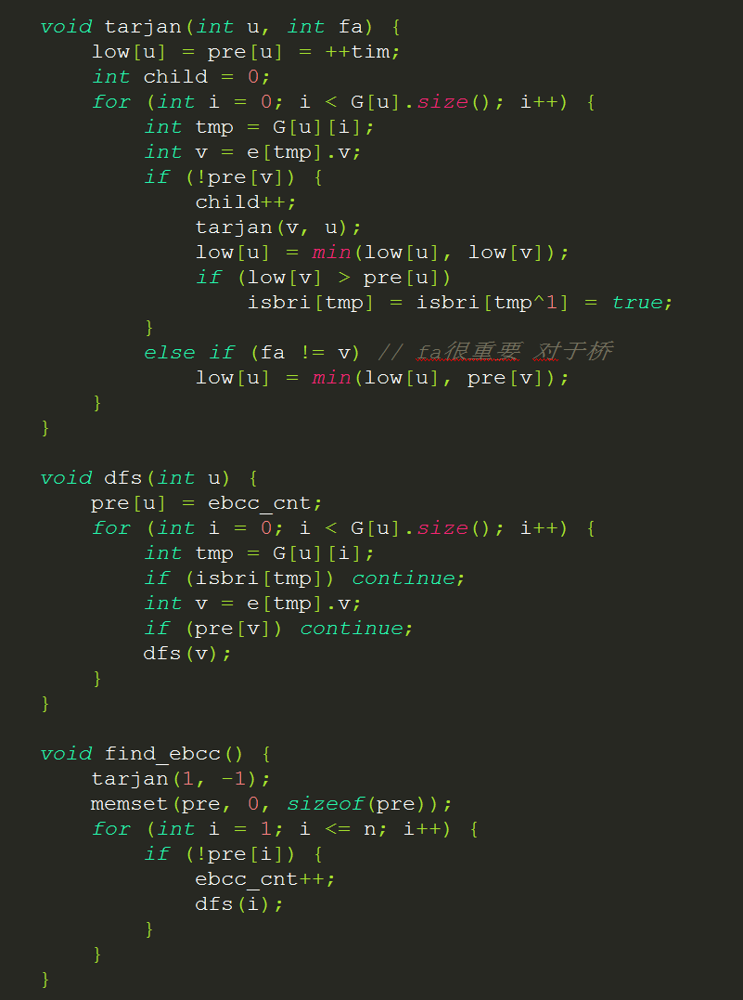 void tarjan(int u, int fa) {
    low[u] = pre[u] = ++tim;
    int child = 0;
    for (int i = 0; i < G[u].size(); i++) {
        int tmp = G[u][i];
        int v = e[tmp].v;
        if (!pre[v]) {
            child++;
            tarjan(v, u);
            low[u] = min(low[u], low[v]);
            if (low[v] > pre[u])
                isbri[tmp] = isbri[tmp^1] = true;
        }
        else if (fa != v) // fa很重要 对于桥
            low[u] = min(low[u], pre[v]);
    }
}

void dfs(int u) {
    pre[u] = ebcc_cnt;
    for (int i = 0; i < G[u].size(); i++) {
        int tmp = G[u][i];
        if (isbri[tmp]) continue;
        int v = e[tmp].v;
        if (pre[v]) continue;
        dfs(v);
    }
}

void find_ebcc() {
    tarjan(1, -1);
    memset(pre, 0, sizeof(pre));
    for (int i = 1; i <= n; i++) {
        if (!pre[i]) {
            ebcc_cnt++;
            dfs(i);
        }
    }
}